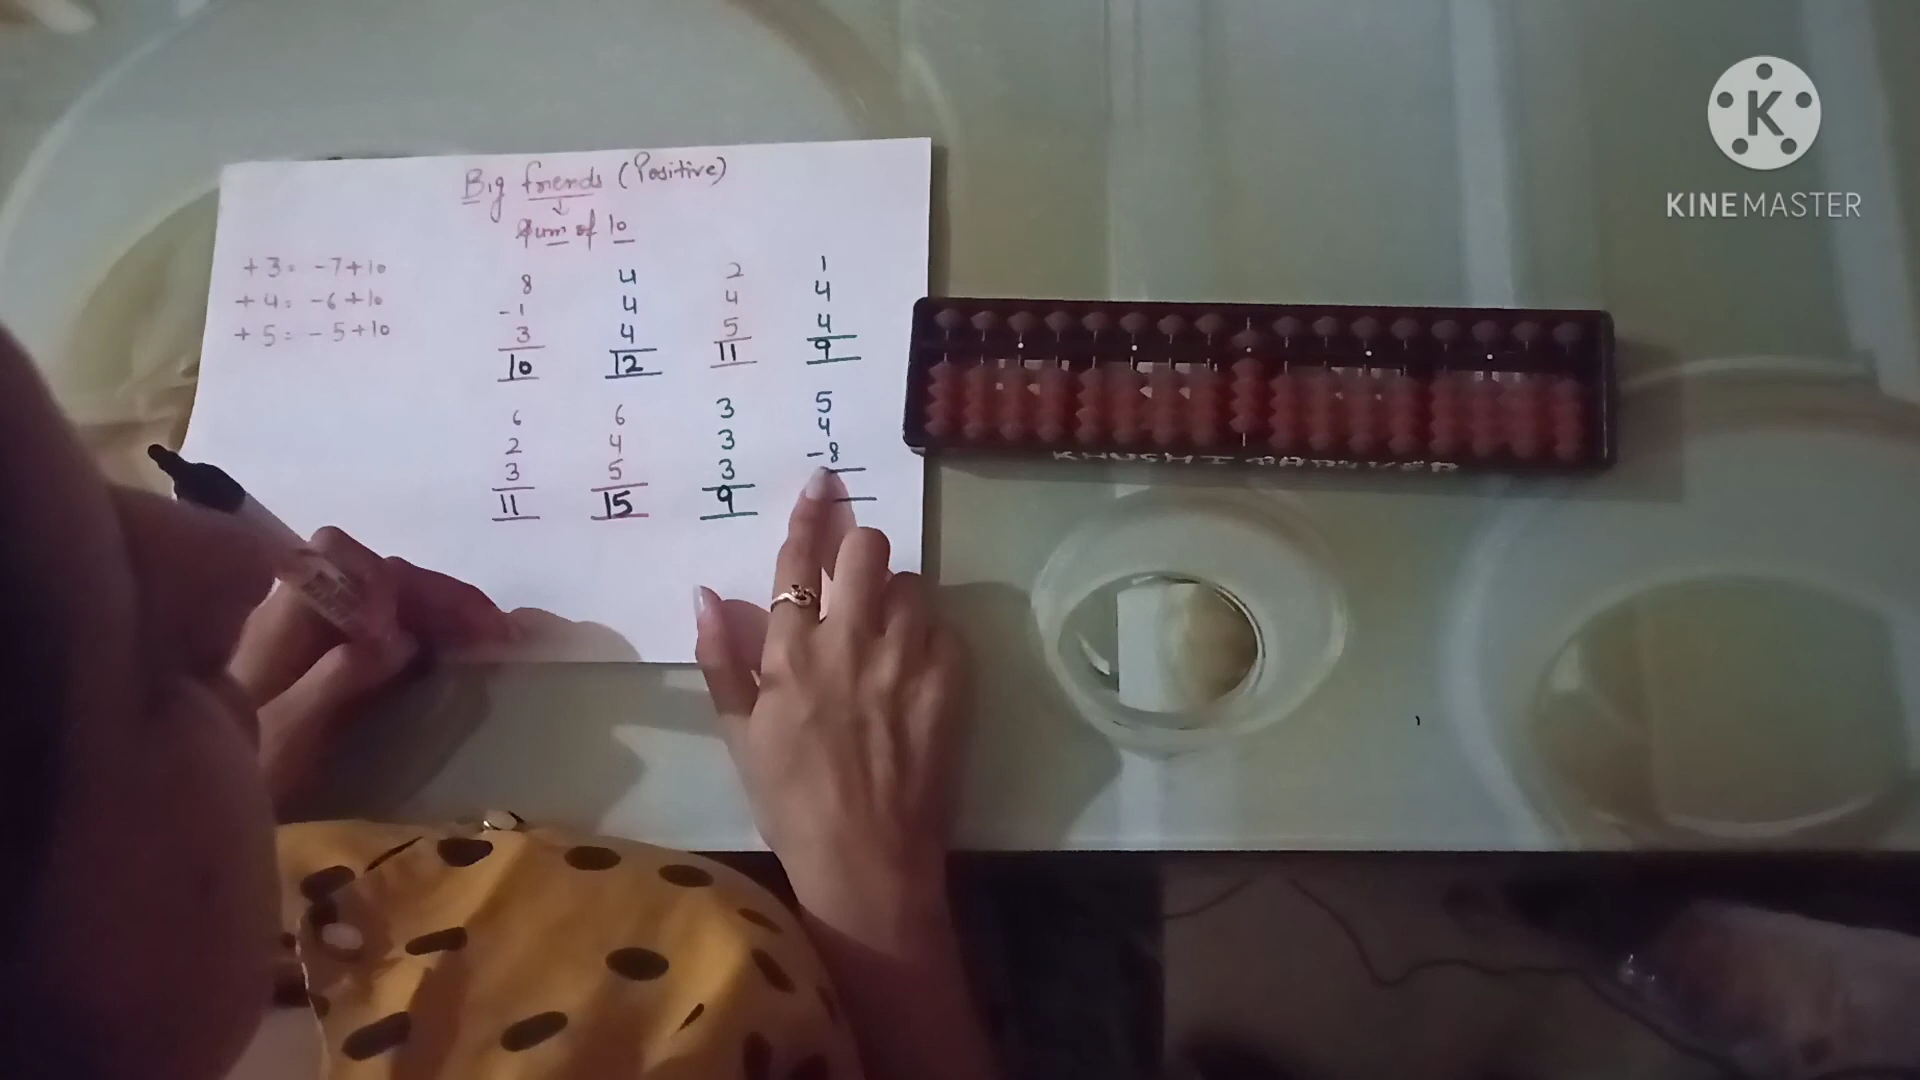 Big friends (Positive)
↓
Sum of 10
+3= -7+10
+4= -6+10
+5= -5+10
8 4 2 1
-1 4 4 4
3 4 5 4
10 12 11 9
6 6 3 5
2 4 3 4
3 5 3 -8
11 15 9
K
KINEMASTER